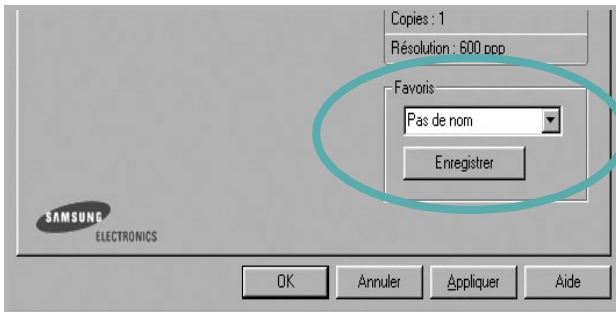 Copies : 1
Résolution : 600 ppp
Favoris
Pas de nom
Enregistrer
SAMSUNG
ELECTRONICS
OK
Annuler
Appliquer
Aide